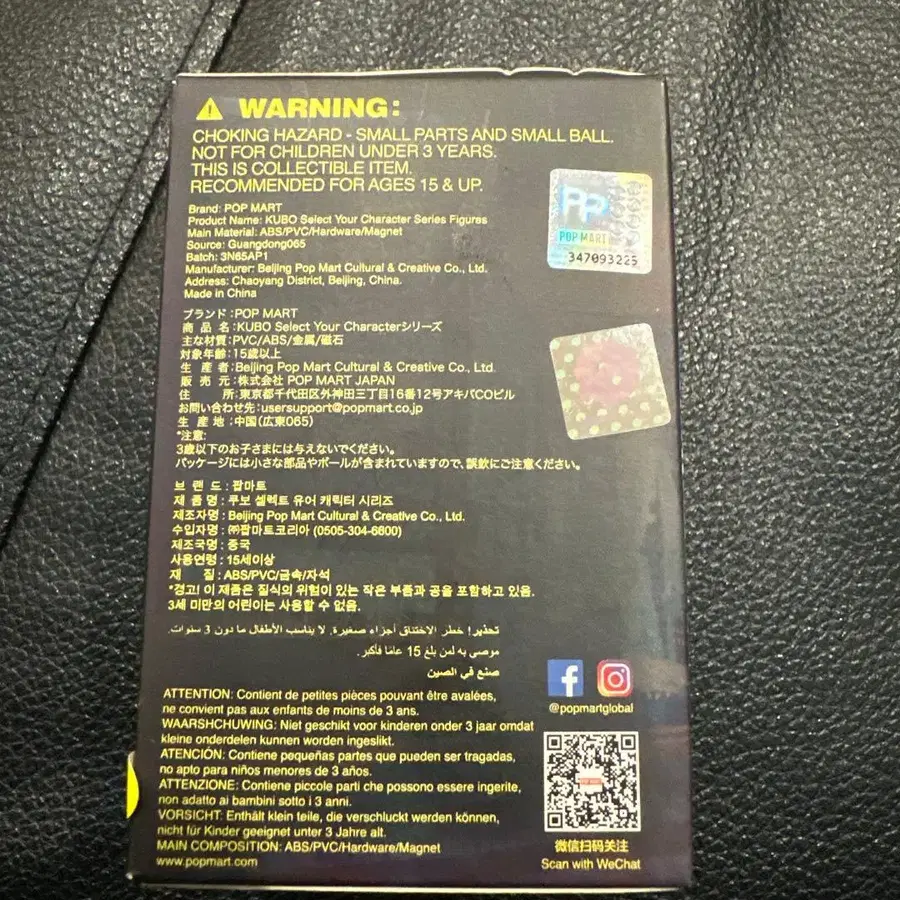 WARNING:
CHOKING HAZARD - SMALL PARTS AND SMALL BALL.
NOT FOR CHILDREN UNDER 3 YEARS.
THIS IS COLLECTIBLE ITEM.
RECOMMENDED FOR AGES 15 & UP.
PP
POP MART
347093225
Brand: POP MART
Product Name: KUBO Select Your Character Series Figures
Main Material: ABS/PVC/Hardware/Magnet
Source: Guangdong065
Batch: 3N65AP1
Manufacturer: Beijing Pop Mart Cultural & Creative Co., Ltd.
Address: Chaoyang District, Beijing, China.
Made in China
ブランド:POP MART
商 品 名:KUBO Select Your Characterシリーズ
主な材質:PVC/ABS/金属/磁石
対象年齢:15歳以上
生 産 者:Beijing Pop Mart Cultural & Creative Co., Ltd.
販 売 元:株式会社 POP MART JAPAN
住 所:東京都千代田区外神田三丁目16番12号アキバCOビル
お問い合わせ先:usersupport@popmart.co.jp
生 産 地:中国(広東065)
*注意:
3歳以下のお子さまには与えないでください。
パッケージには小さな部品やボールが含まれていますので、誤飲にご注意ください。
브 랜 드 : 팝마트
제 품 명 : 쿠보 셀렉트 유어 캐릭터 시리즈
제조자명 : Beijing Pop Mart Cultural & Creative Co., Ltd.
수입자명 : ㈜팝마트코리아 (0505-304-6800)
제조국명 : 중국
사용연령 : 15세이상
재 질 : ABS/PVC/금속/자석
*경고! 이 제품은 질식의 위험이 있는 작은 부품과 공을 포함하고 있음.
3세 미만의 어린이는 사용할 수 없음.
تحذير! خطر الاختناق أجزاء صغيرة. لا يناسب الأطفال ما دون 3 سنوات.
موصى به لمن بلغ 15 عامًا فأكبر.
صنع في الصين
ATTENTION: Contient de petites pièces pouvant être avalées,
ne convient pas aux enfants de moins de 3 ans.
WAARSHCHUWING: Niet geschikt voor kinderen onder 3 jaar omdat
kleine onderdelen kunnen worden ingeslikt.
ATENCIÓN: Contiene pequeñas partes que pueden ser tragadas,
no apto para niños menores de 3 años.
ATTENZIONE: Contiene piccole parti che possono essere ingerite,
non adatto ai bambini sotto i 3 anni.
VORSICHT: Enthält klein teile, die verschluckt werden können,
nicht für Kinder geeignet unter 3 Jahre alt.
MAIN COMPOSITION: ABS/PVC/Hardware/Magnet
www.popmart.com
@popmartglobal
POP MART
微信扫码关注
Scan with WeChat